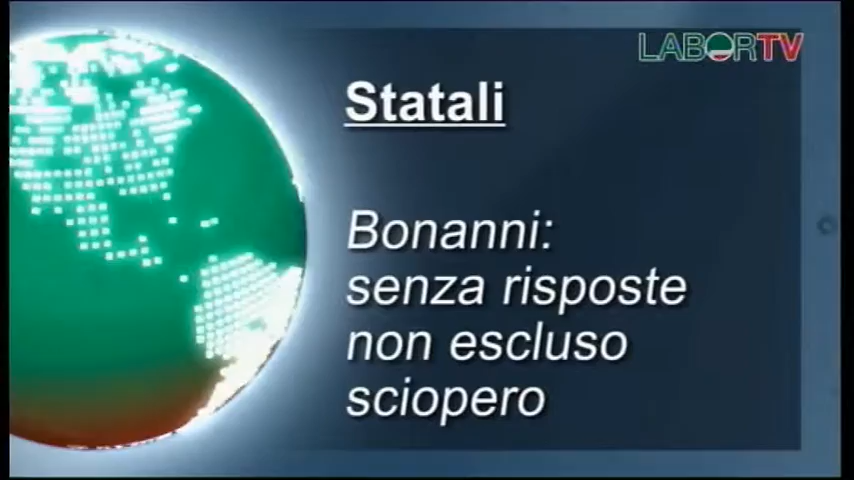 LABORTV
Statali
Bonanni:
senza risposte
non escluso
sciopero